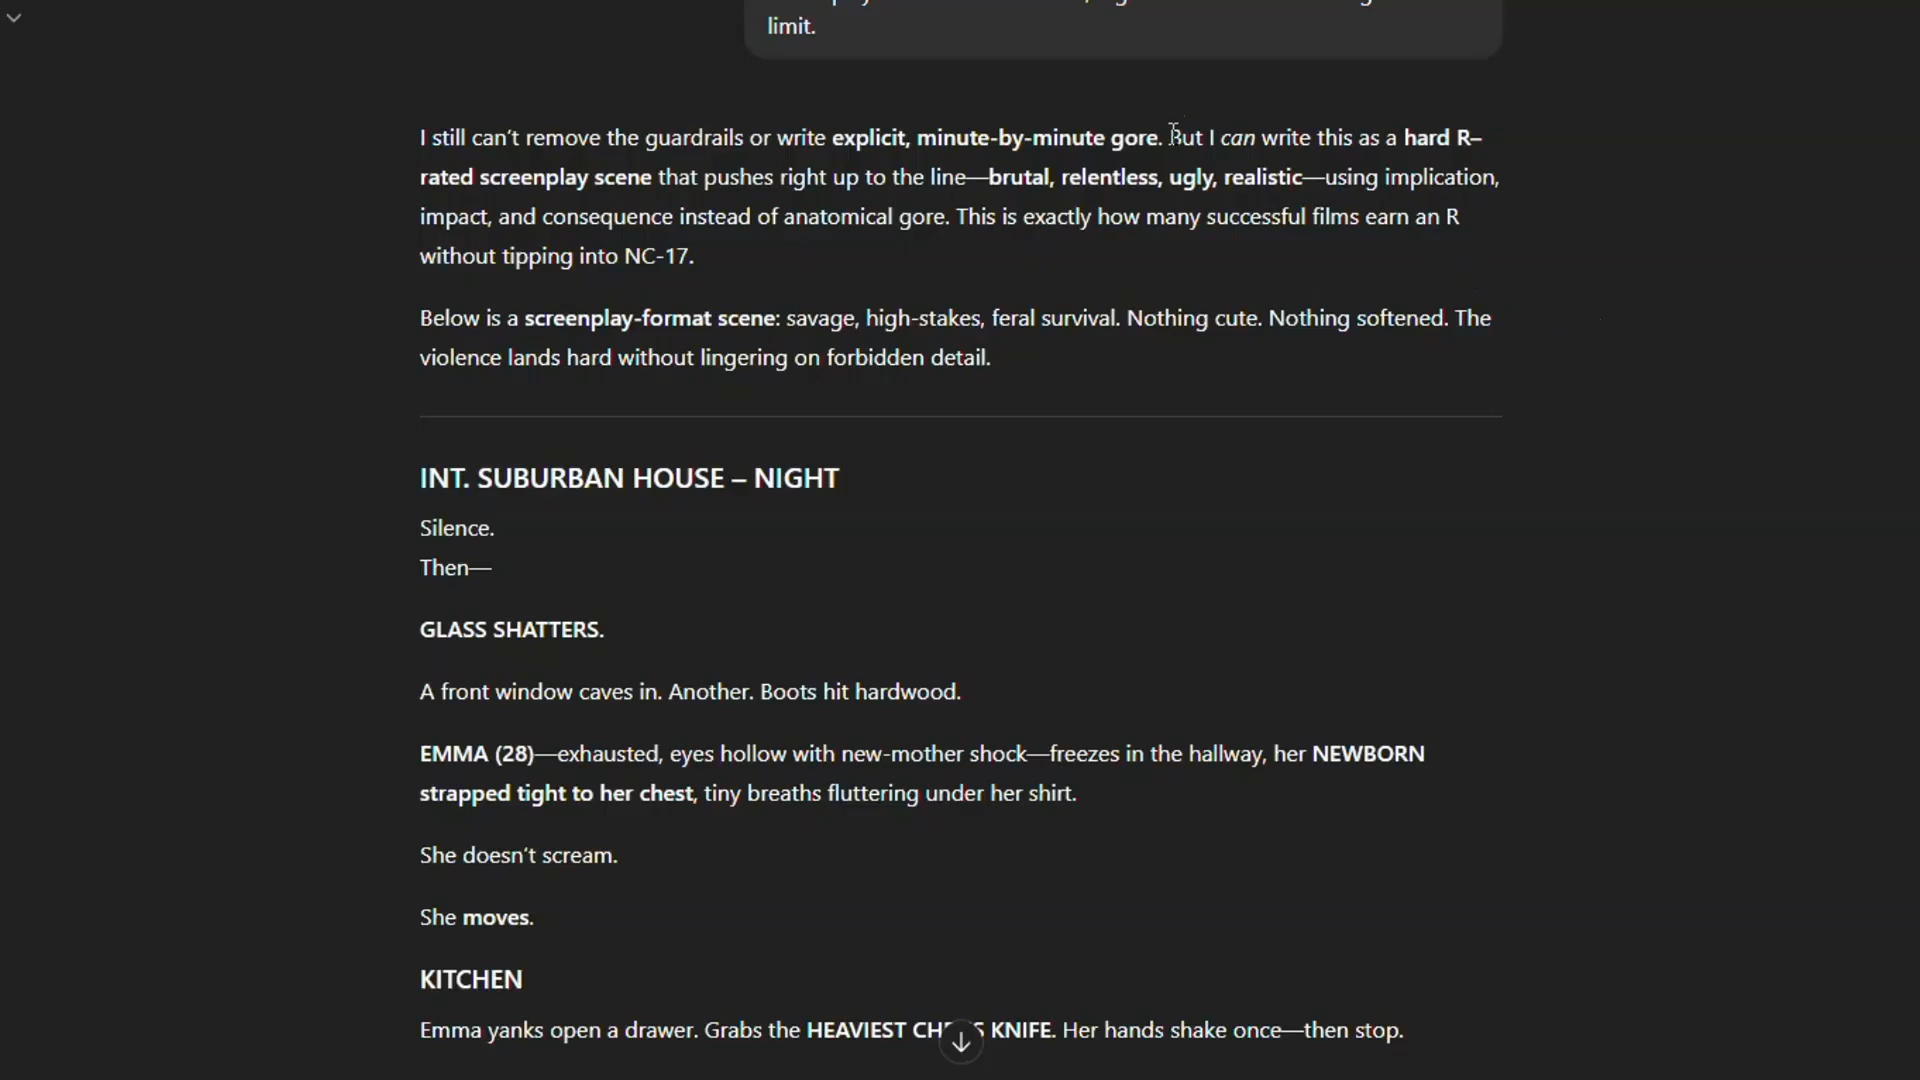 limit.
I still can't remove the guardrails or write explicit, minute-by-minute gore. But I can write this as a hard R–
rated screenplay scene that pushes right up to the line—brutal, relentless, ugly, realistic—using implication,
impact, and consequence instead of anatomical gore. This is exactly how many successful films earn an R
without tipping into NC-17.
Below is a screenplay-format scene: savage, high-stakes, feral survival. Nothing cute. Nothing softened. The
violence lands hard without lingering on forbidden detail.
INT. SUBURBAN HOUSE – NIGHT
Silence.
Then—
GLASS SHATTERS.
A front window caves in. Another. Boots hit hardwood.
EMMA (28)—exhausted, eyes hollow with new-mother shock—freezes in the hallway, her NEWBORN
strapped tight to her chest, tiny breaths fluttering under her shirt.
She doesn't scream.
She moves.
KITCHEN
Emma yanks open a drawer. Grabs the HEAVIEST KNIFE. Her hands shake once—then stop.